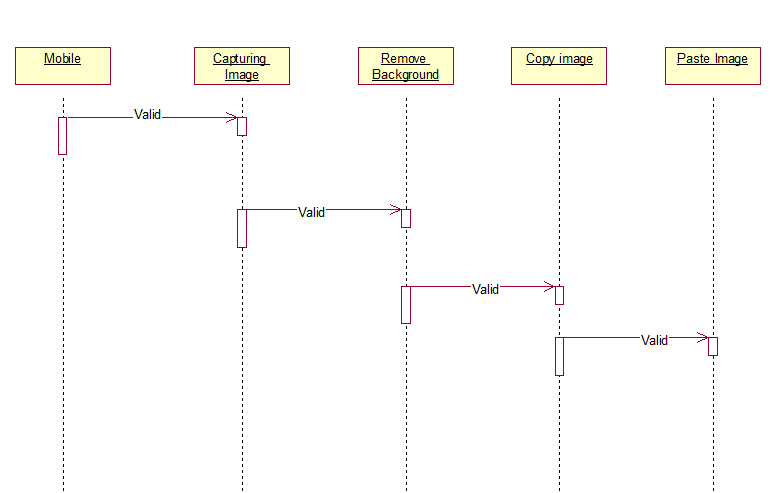 Mobile
Capturing
Image
Remove
Background
Copy image
Paste Image
Valid
Valid
Valid
Valid